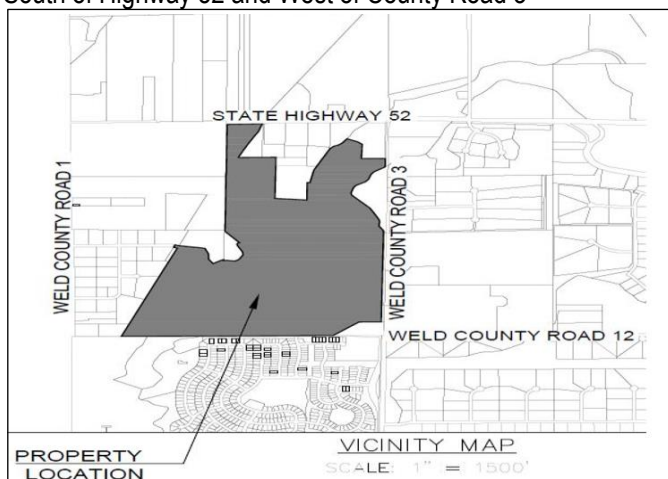 South of Highway 52 and West of County Road 3
STATE HIGHWAY 52
WELD COUNTY ROAD 1
WELD COUNTY ROAD 3
WELD COUNTY ROAD 12
PROPERTY
LOCATION
VICINITY MAP
SCALE: 1" = 1500'